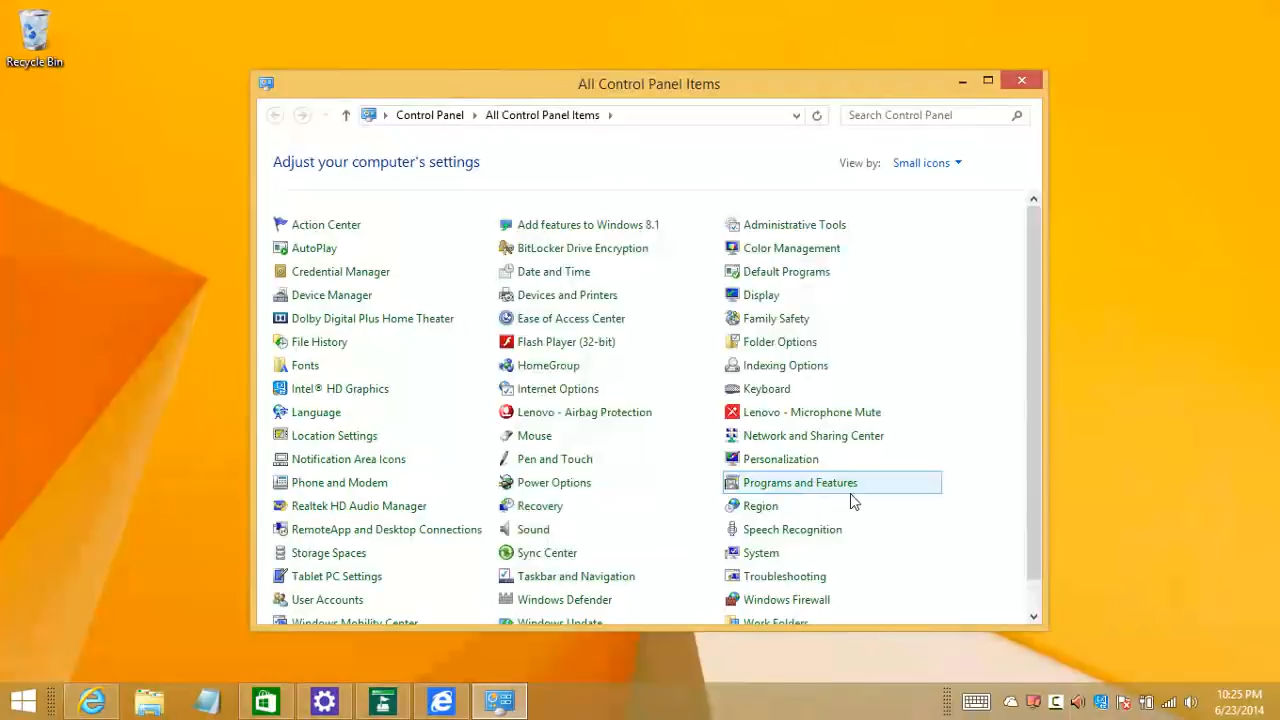 Recycle Bin
All Control Panel Items
Control Panel All Control Panel Items
Search Control Panel
Adjust your computer's settings
View by: Small icons
Action Center Add features to Windows 8.1 Administrative Tools
AutoPlay BitLocker Drive Encryption Color Management
Credential Manager Date and Time Default Programs
Device Manager Devices and Printers Display
Dolby Digital Plus Home Theater Ease of Access Center Family Safety
File History Flash Player (32-bit) Folder Options
Fonts HomeGroup Indexing Options
Intel® HD Graphics Internet Options Keyboard
Language Lenovo - Airbag Protection Lenovo - Microphone Mute
Location Settings Mouse Network and Sharing Center
Notification Area Icons Pen and Touch Personalization
Phone and Modem Power Options Programs and Features
Realtek HD Audio Manager Recovery Region
RemoteApp and Desktop Connections Sound Speech Recognition
Storage Spaces Sync Center System
Tablet PC Settings Taskbar and Navigation Troubleshooting
User Accounts Windows Defender Windows Firewall
Windows Mobility Center Windows Update Work Folders
10:25 PM
6/23/2014